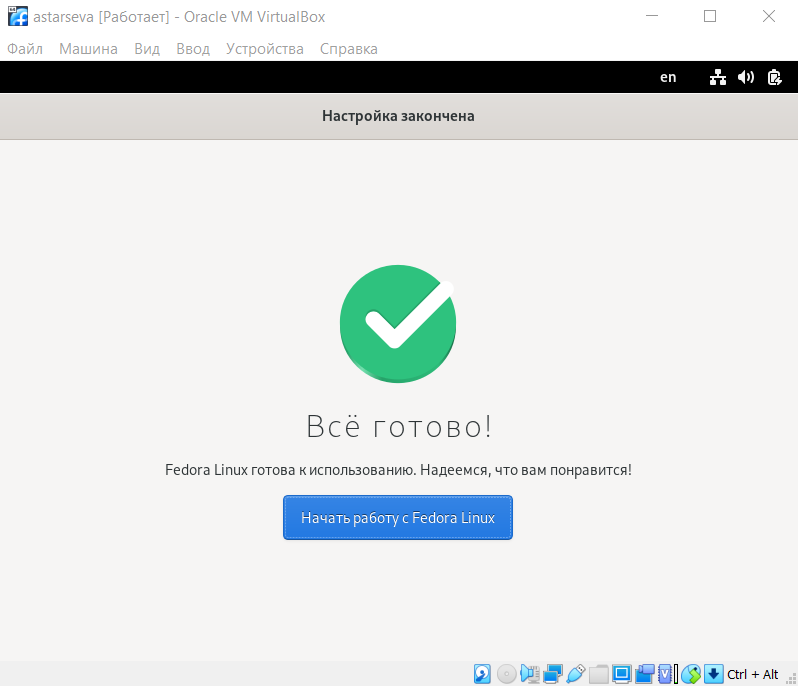 astarseva [Работает] - Oracle VM VirtualBox
Файл Машина Вид Ввод Устройства Справка
en
Настройка закончена
Всё готово!
Fedora Linux готова к использованию. Надеемся, что вам понравится!
Начать работу с Fedora Linux
Ctrl + Alt